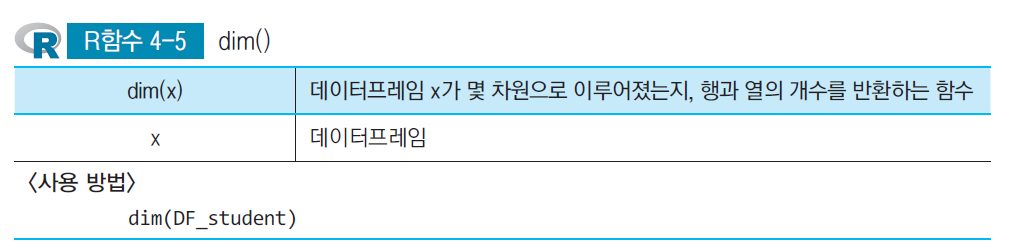 R R함수 4-5 dim()
dim(x) 데이터프레임 x가 몇 차원으로 이루어졌는지, 행과 열의 개수를 반환하는 함수
x 데이터프레임
〈사용 방법〉
dim(DF_student)